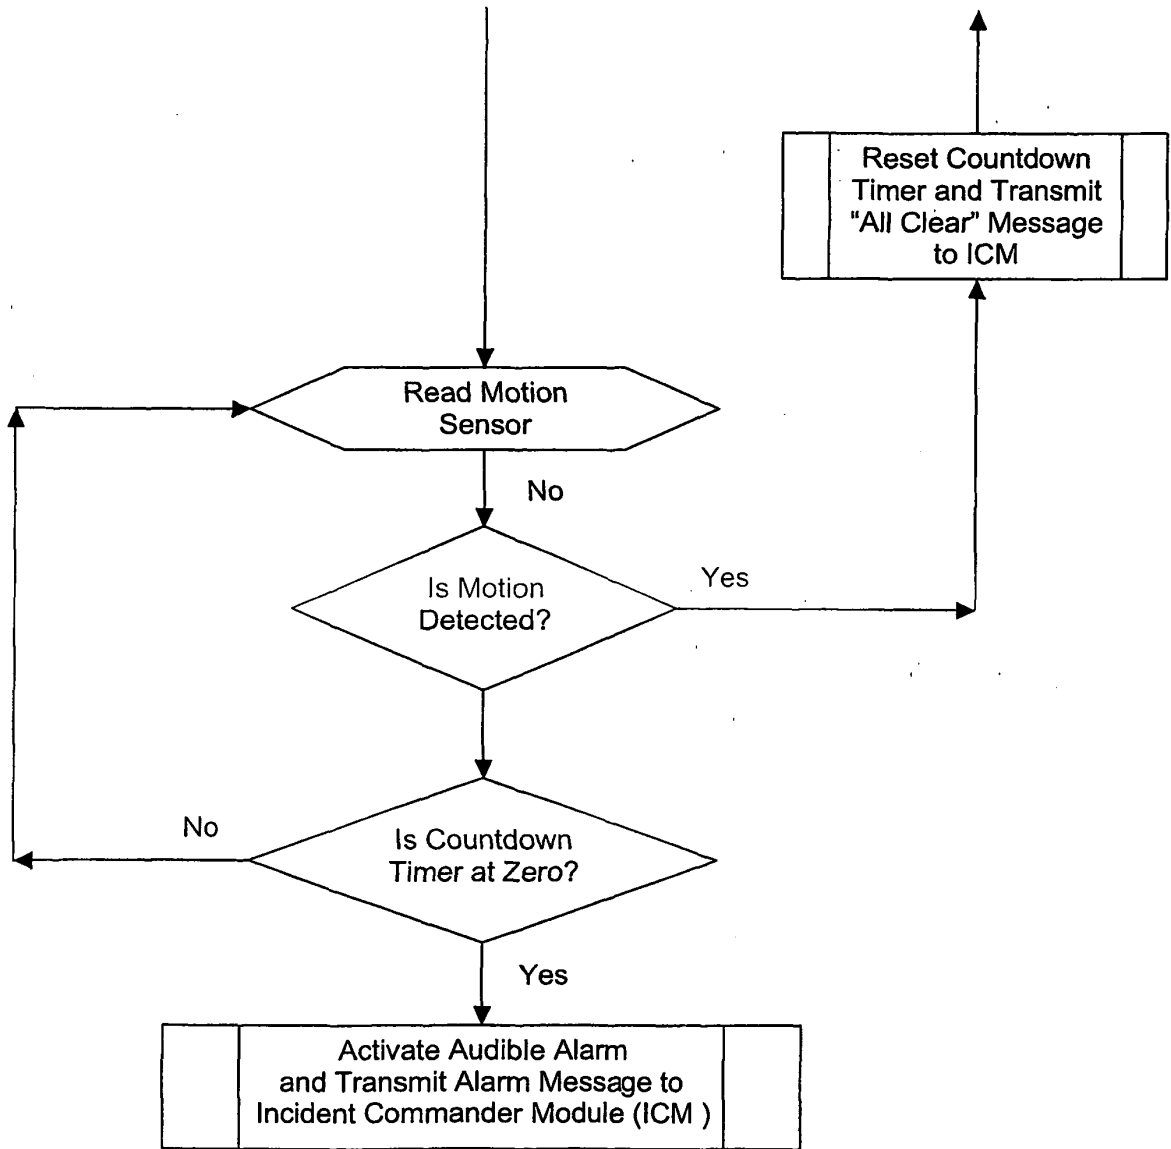 Reset Countdown
Timer and Transmit
"All Clear" Message
to ICM
Read Motion
Sensor
No
Is Motion
Detected?
Yes
Is Countdown
Timer at Zero?
No
Yes
Activate Audible Alarm
and Transmit Alarm Message to
Incident Commander Module (ICM )